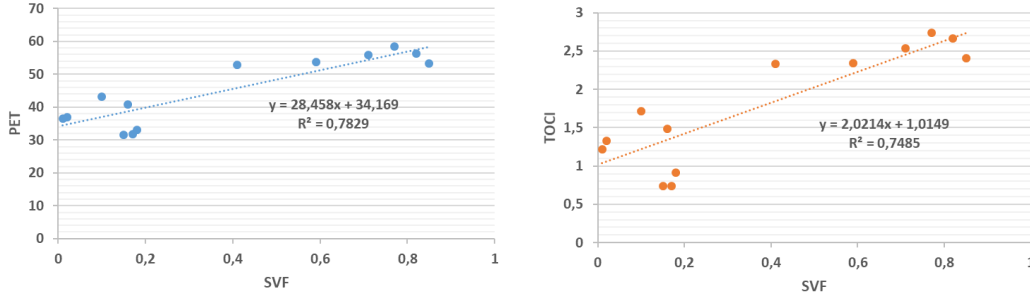 70
60
50
40
30
20
10
0
PET
y = 28,458x + 34,169
R² = 0,7829
0 0,2 0,4 0,6 0,8 1
SVF
3
2,5
2
1,5
1
0,5
0
TOCI
y = 2,0214x + 1,0149
R² = 0,7485
0 0,2 0,4 0,6 0,8 1
SVF